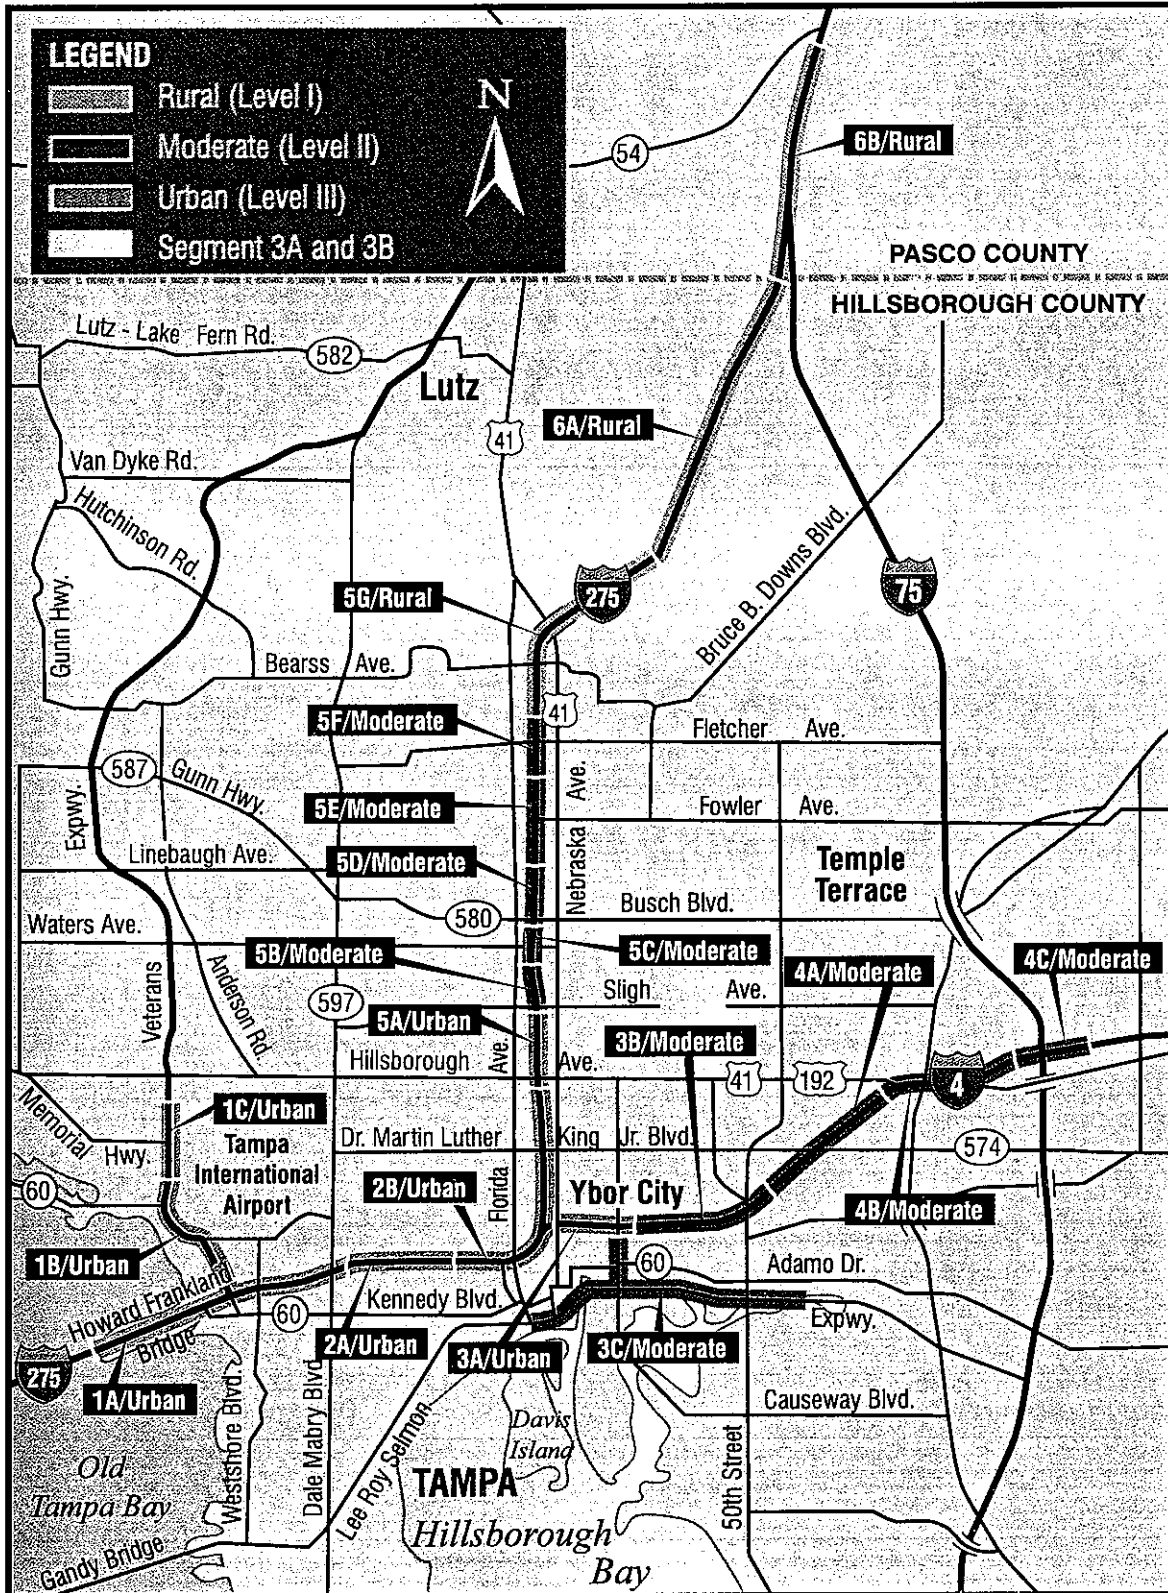 LEGEND
Rural (Level I)
Moderate (Level II)
Urban (Level III)
Segment 3A and 3B
N
54
6B/Rural
PASCO COUNTY
HILLSBOROUGH COUNTY
Lutz - Lake Fern Rd.
582
Lutz
41
6A/Rural
Van Dyke Rd.
Hutchinson Rd.
Gunn Hwy.
Bruce B. Downs Blvd.
275
75
5G/Rural
Bearss Ave.
41
5F/Moderate
Fletcher Ave.
587
Gunn Hwy.
Expwy.
Ave.
5E/Moderate
Fowler Ave.
Linebaugh Ave.
5D/Moderate
Nebraska
Temple
Terrace
580
Busch Blvd.
Waters Ave.
5B/Moderate
5C/Moderate
4A/Moderate
4C/Moderate
Veterans
Anderson Rd.
597
Sligh Ave.
5A/Urban
Ave.
3B/Moderate
Hillsborough Ave.
41
192
4
Memorial
Hwy.
1C/Urban
Tampa
International
Airport
Dr. Martin Luther King Jr. Blvd.
574
60
2B/Urban
Florida
Ybor City
4B/Moderate
1B/Urban
60
Adamo Dr.
Howard Frankland
Bridge
60
Kennedy Blvd.
Expwy.
2A/Urban
3A/Urban
3C/Moderate
275
1A/Urban
Causeway Blvd.
Westshore Blvd.
Dale Mabry Blvd.
Lee Roy Selmon
Davis
Island
50th Street
Old
Tampa Bay
TAMPA
Hillsborough
Bay
Gandy Bridge